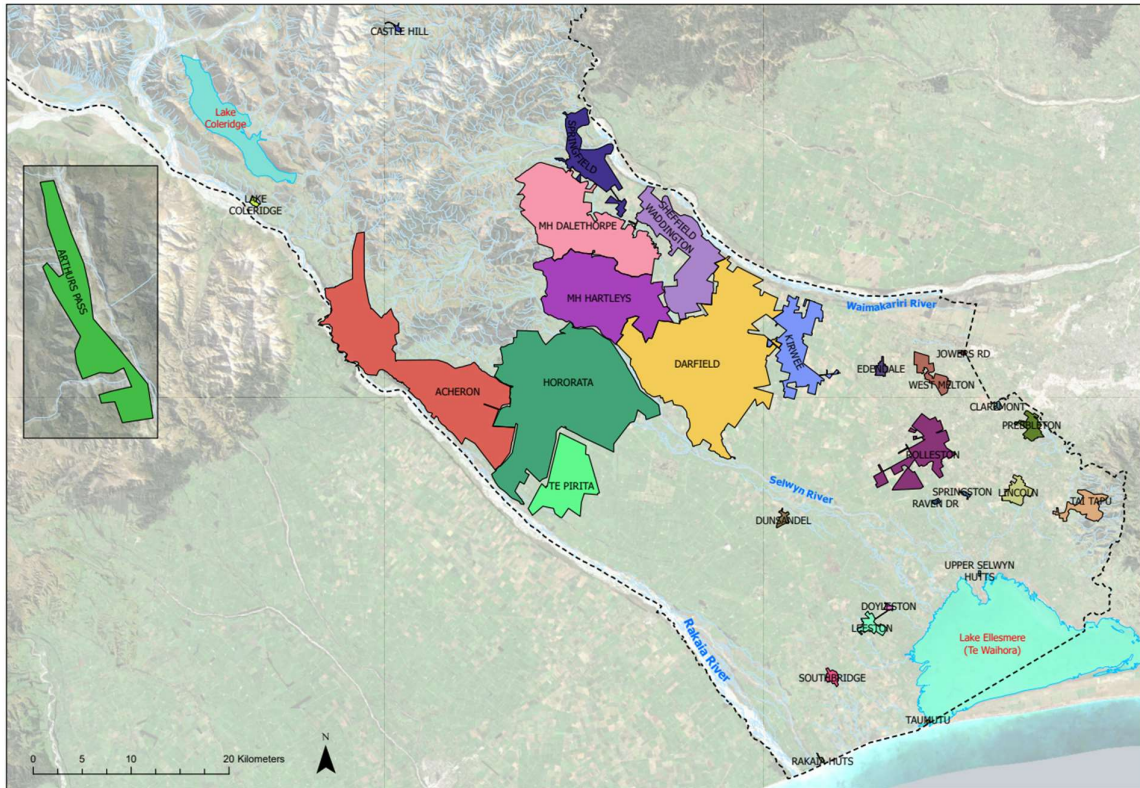 CASTLE HILL
Lake
Coleridge
SPRINGFIELD
LAKE
COLERIDGE
SHEFFIELD
WADDINGTON
MH DALETHORPE
ARTHURS PASS
MH HARTLEYS
Waimakariri River
KIRWEE
JOWERS RD
DARFIELD
EDENDALE
WEST MELTON
HORORATA
ACHERON
CLAREMONT
PREBBLETON
ROLLESTON
TE PIRITA
Selwyn River
SPRINGSTON
LINCOLN
RAVEN DR
TAI TAPU
DUNSANDEL
UPPER SELWYN
HUTTS
DOYLESTON
LEESTON
Lake Ellesmere
(Te Waihora)
Rakaia River
SOUTHBRIDGE
TAUMUTU
N
RAKAIA HUTS
0 5 10 20 Kilometers